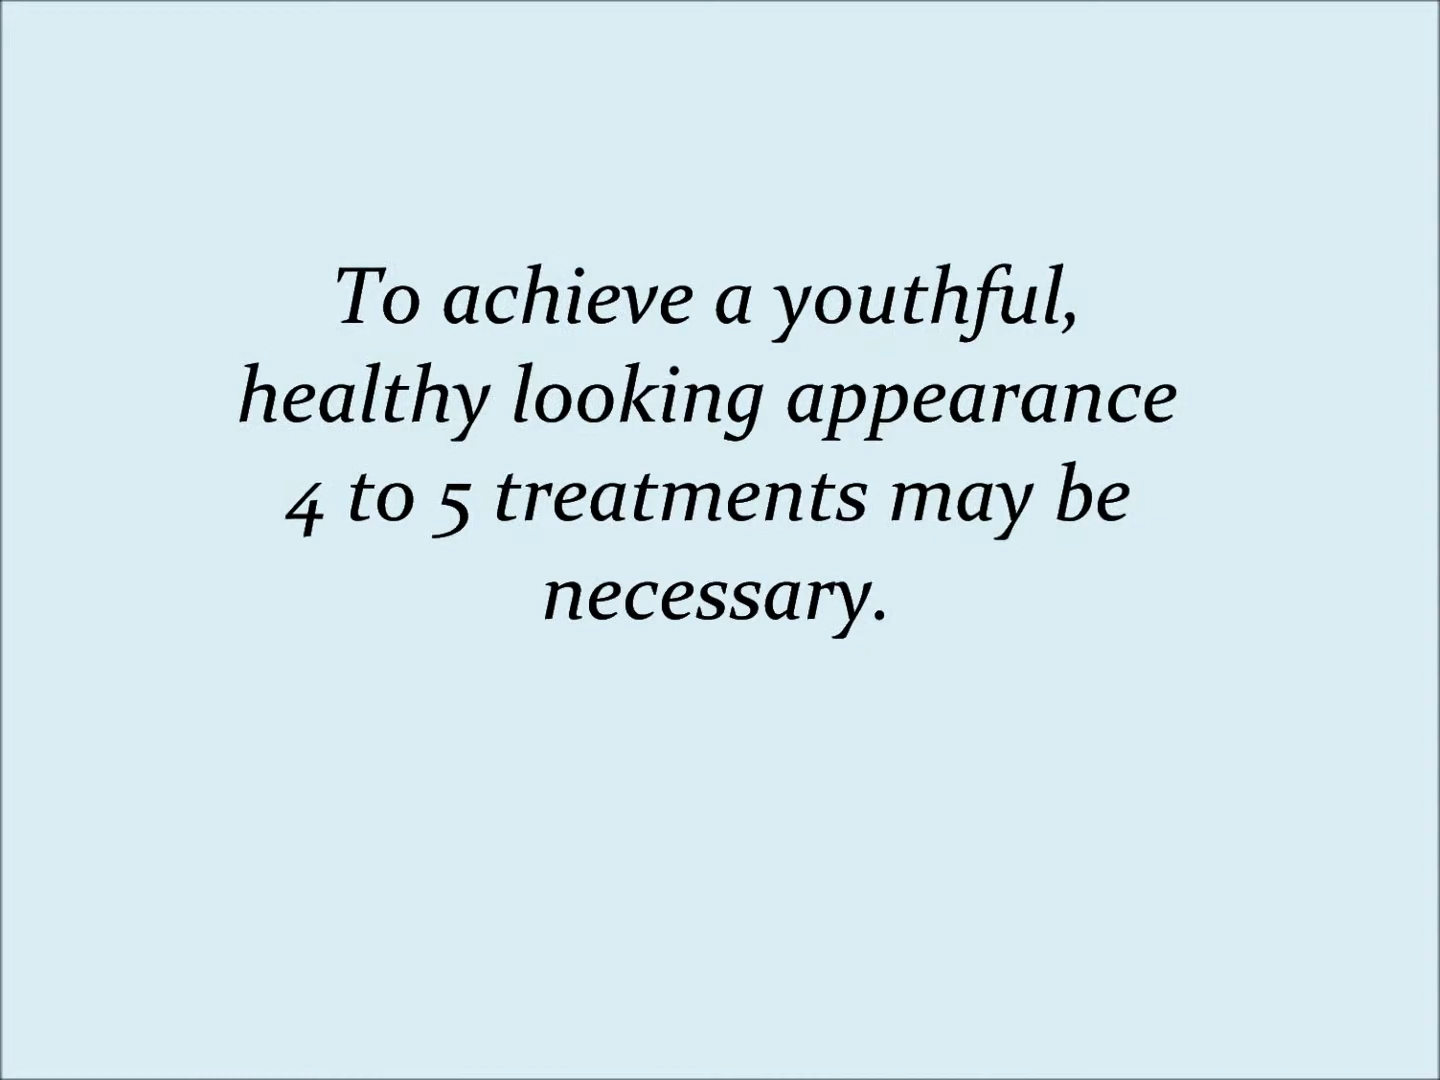 To achieve a youthful,
healthy looking appearance
4 to 5 treatments may be
necessary.